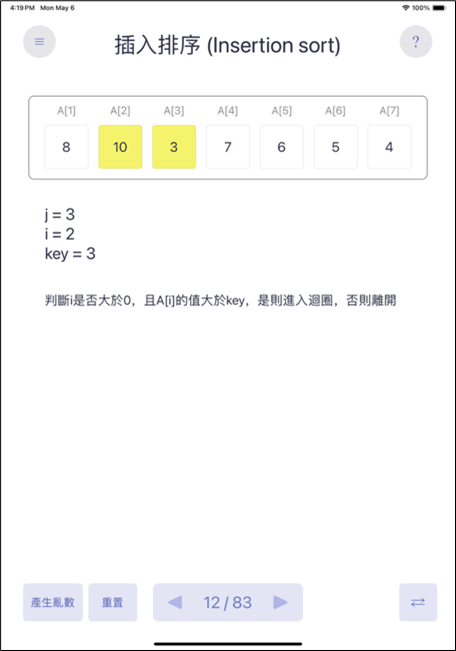 4:19 PM Mon May 6 100%
插入排序 (Insertion sort)
?
A[1] A[2] A[3] A[4] A[5] A[6] A[7]
8 10 3 7 6 5 4
j = 3
i = 2
key = 3
判斷i是否大於0，且A[i]的值大於key，是則進入迴圈，否則離開
產生亂數 重置 12 / 83